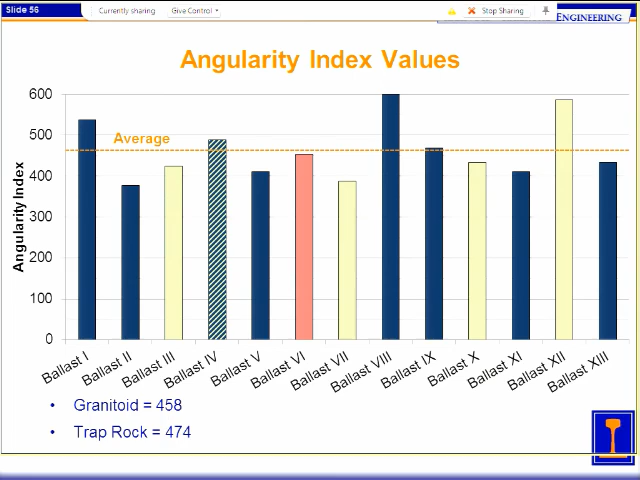 Slide 56
Currently sharing
Give Control
Stop Sharing
ENGINEERING
Angularity Index Values
600
500
400
300
200
100
0
Angularity Index
Average
Ballast I
Ballast II
Ballast III
Ballast IV
Ballast V
Ballast VI
Ballast VII
Ballast VIII
Ballast IX
Ballast X
Ballast XI
Ballast XII
Ballast XIII
• Granitoid = 458
• Trap Rock = 474